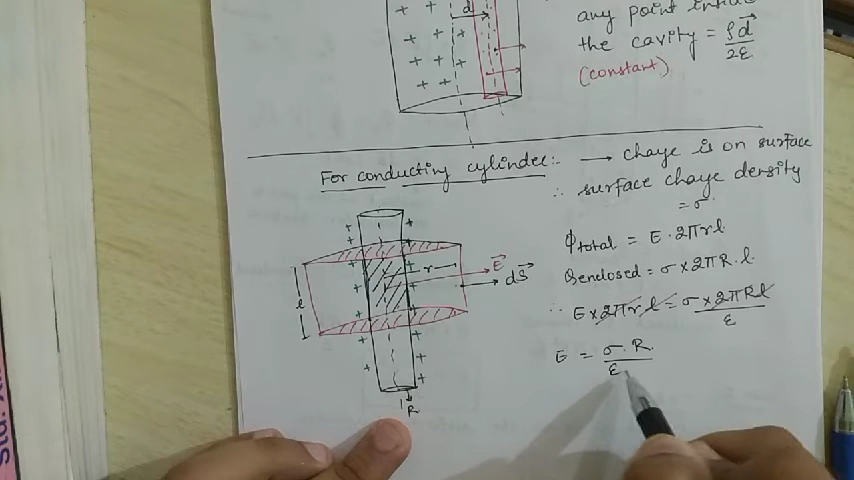 d
any point inside
the cavity = ρd⃗/2ε
(constant)
For conducting cylinder:- → charge is on surface
∴ surface charge density
= σ.
ϕtotal = E·2πrl.
Qenclosed = σ×2πR·l.
∴ E×2πrl = σ×2πRl/ε
E = σ·R./ε
+ + + + + + + + + + +
r
E⃗
dS⃗
l
R